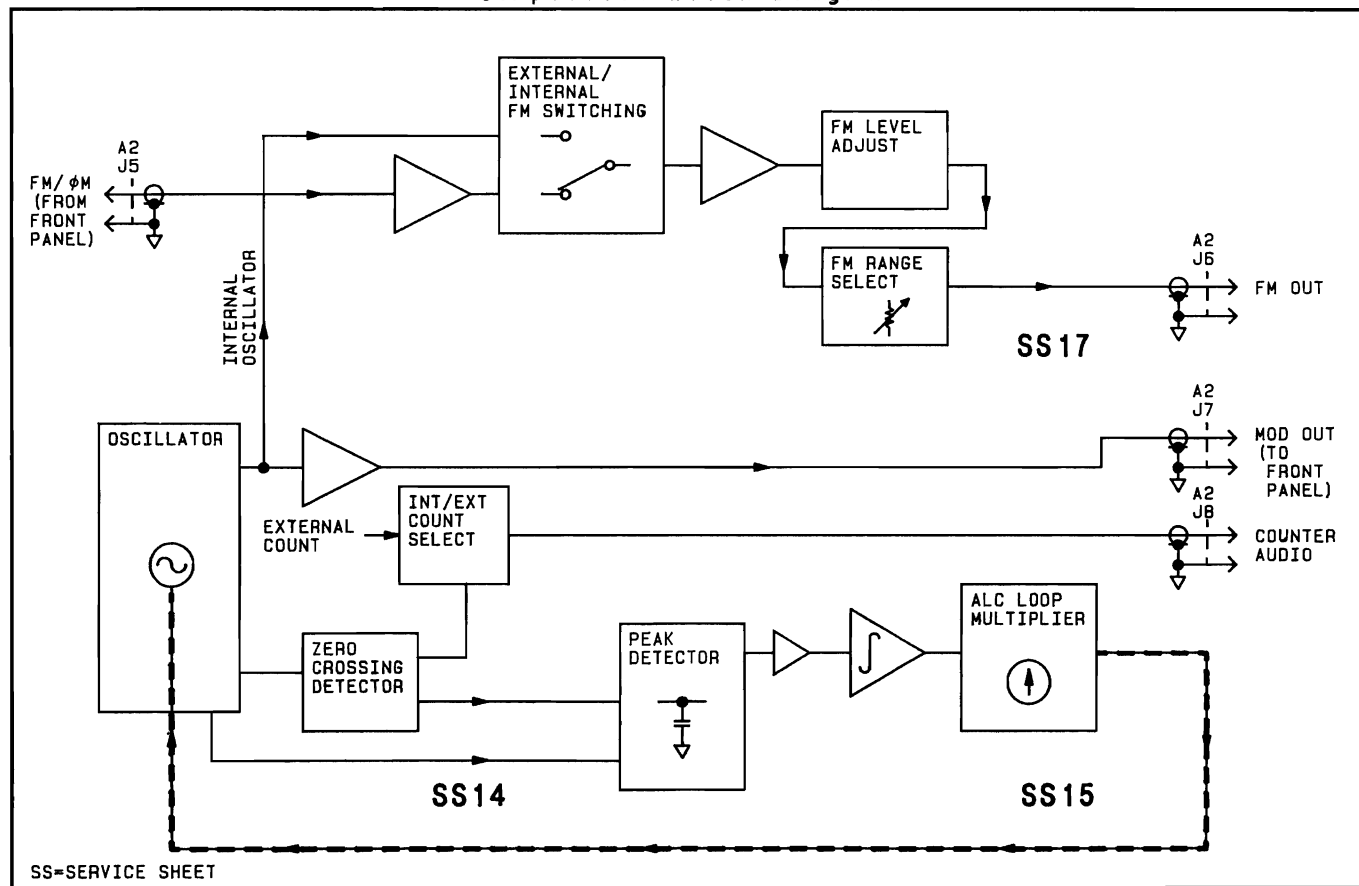 EXTERNAL/
INTERNAL
FM SWITCHING
FM LEVEL
ADJUST
A2
J5
FM/ϕM
(FROM
FRONT
PANEL)
INTERNAL
OSCILLATOR
FM RANGE
SELECT
A2
J6
FM OUT
SS17
OSCILLATOR
A2
J7
MOD OUT
(TO
FRONT
PANEL)
INT/EXT
COUNT
SELECT
EXTERNAL
COUNT
A2
J8
COUNTER
AUDIO
ZERO
CROSSING
DETECTOR
PEAK
DETECTOR
∫
ALC LOOP
MULTIPLIER
SS14
SS15
SS=SERVICE SHEET